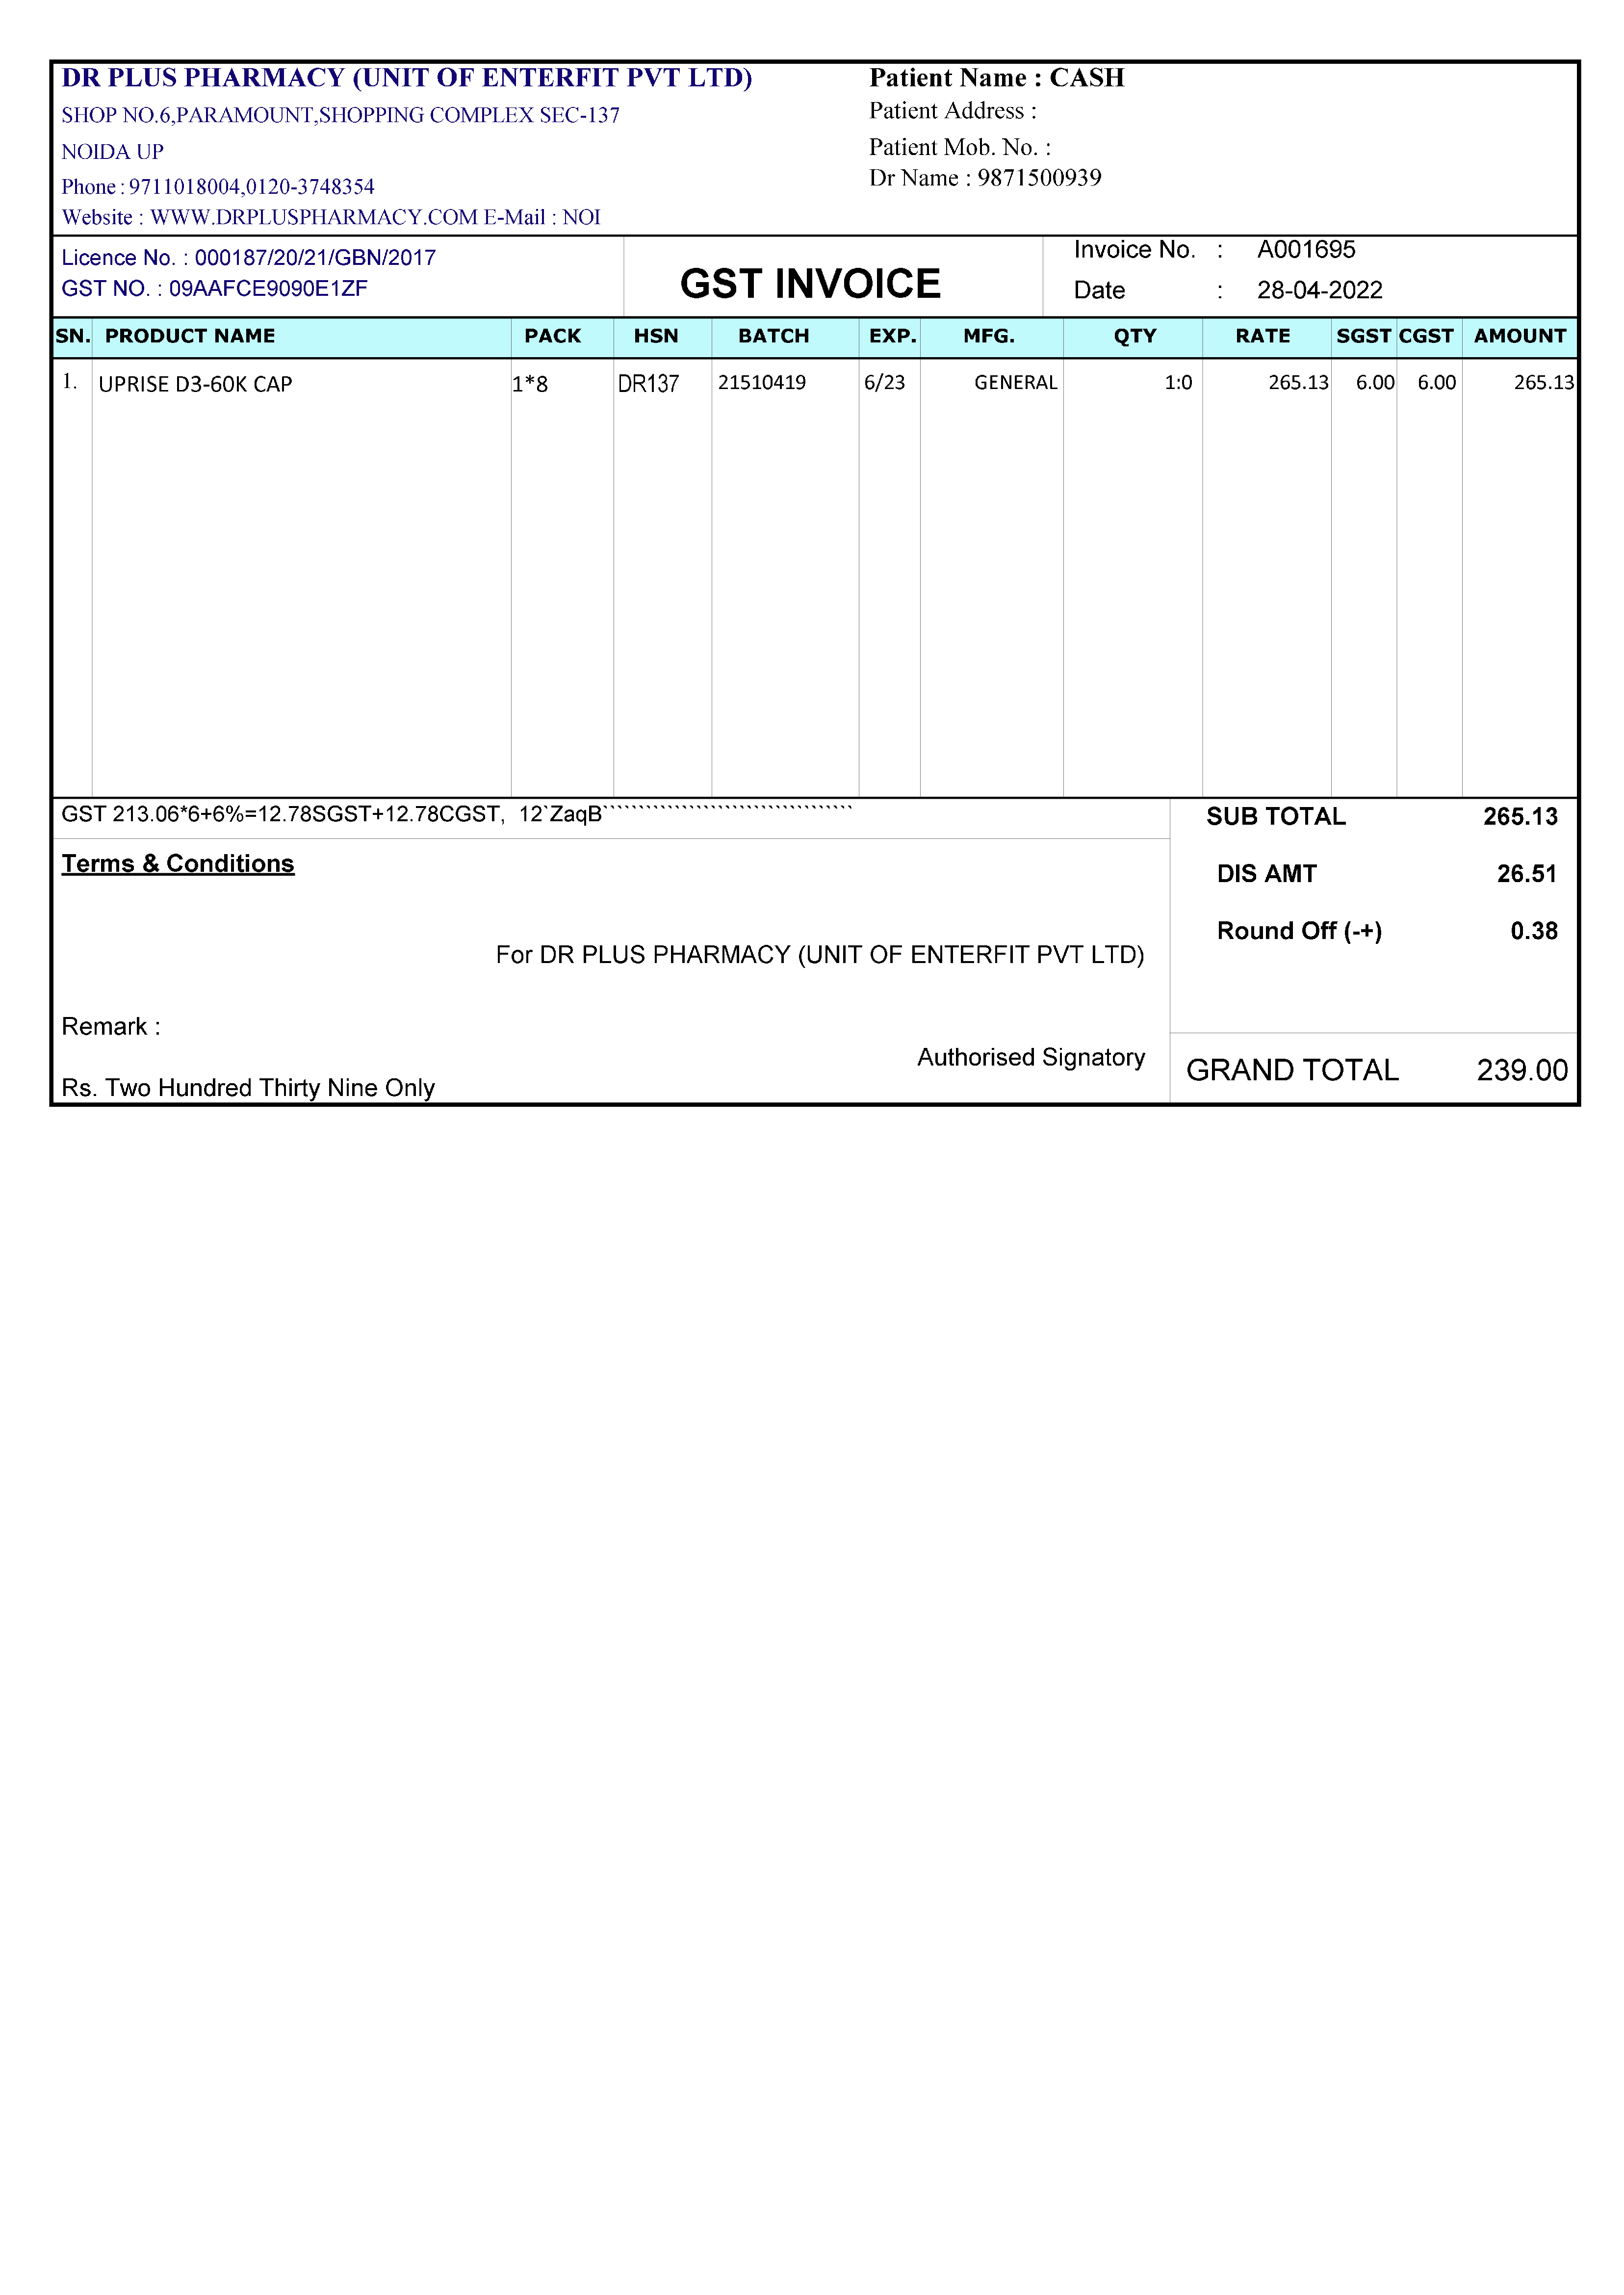 DR PLUS PHARMACY (UNIT OF ENTERFIT PVT LTD)
SHOP NO.6,PARAMOUNT,SHOPPING COMPLEX SEC-137
NOIDA UP
Phone : 9711018004,0120-3748354
Website : WWW.DRPLUSPHARMACY.COM E-Mail : NOI
Patient Name : CASH
Patient Address :
Patient Mob. No. :
Dr Name : 9871500939
Licence No. : 000187/20/21/GBN/2017
GST NO. : 09AAFCE9090E1ZF
GST INVOICE
Invoice No. : A001695
Date : 28-04-2022
SN. PRODUCT NAME PACK HSN BATCH EXP. MFG. QTY RATE SGST CGST AMOUNT
1. UPRISE D3-60K CAP 1*8 DR137 21510419 6/23 GENERAL 1:0 265.13 6.00 6.00 265.13
GST 213.06*6+6%=12.78SGST+12.78CGST, 12`ZaqB``````````````````````````````````
Terms & Conditions
For DR PLUS PHARMACY (UNIT OF ENTERFIT PVT LTD)
Remark :
Authorised Signatory
Rs. Two Hundred Thirty Nine Only
SUB TOTAL 265.13
DIS AMT 26.51
Round Off (-+) 0.38
GRAND TOTAL 239.00